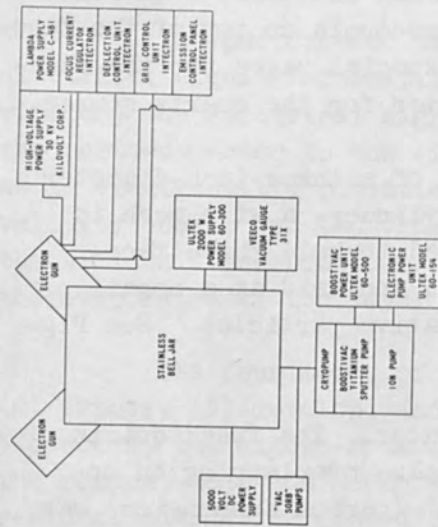 ELECTRON
GUN
ELECTRON
GUN
STAINLESS
BELL JAR
HIGH-VOLTAGE
POWER SUPPLY
30 KV
KILOVOLT CORP.
LAMBDA
POWER SUPPLY
MODEL C-481
FOCUS CURRENT
REGULATOR
INTECTRON
DEFLECTION
CONTROL UNIT
INTECTRON
GRID CONTROL
UNIT
INTECTRON
EMISSION
CONTROL PANEL
INTECTRON
ULTEK
2000
POWER SUPPLY
MODEL 60-300
VEECO
VACUUM GAUGE
TYPE
31X
5000
VOLT
DC
POWER
SUPPLY
"VAC
SORB"
PUMPS
CRYOPUMP
BOOSTIVAC
TITANIUM
SPUTTER PUMP
ION PUMP
BOOSTIVAC
POWER UNIT
ULTEK MODEL
60-500
ELECTRONIC
PUMP POWER
UNIT
ULTEK MODEL
60-154